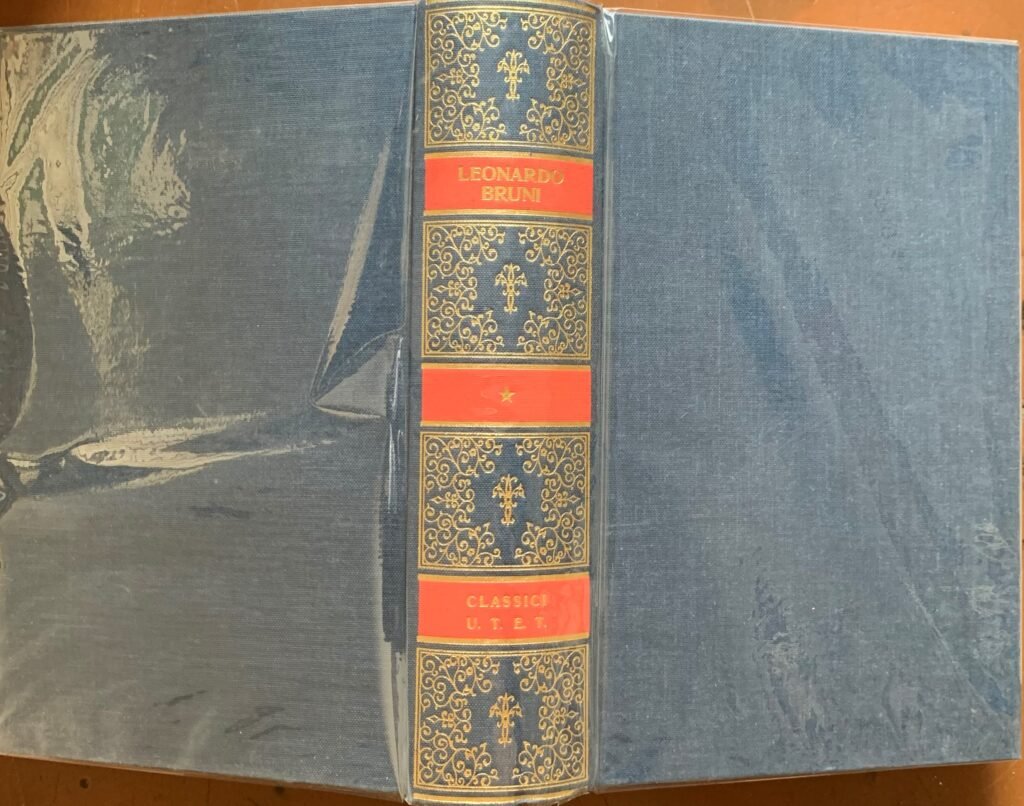 LEONARDO
BRUNI
CLASSICI
U. T. E. T.